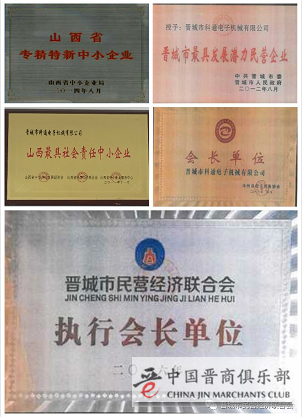 山西省
专精特新中小企业
山西省中小企业局
二〇一四年八月
授予：晋城市科通电子机械有限公司
晋城市最具发展潜力民营企业
中共晋城市委
晋城市人民政府
二〇一二年八月
晋城市科通电子机械有限公司
山西最具社会责任中小企业
会长单位
晋城市科通电子机械有限公司
晋城市民营经济联合会
JIN CHENG SHI MIN YING JING JI LIAN HE HUI
执行会长单位
二〇一六年
中国晋商俱乐部
CHINA JIN MARCHANTS CLUB